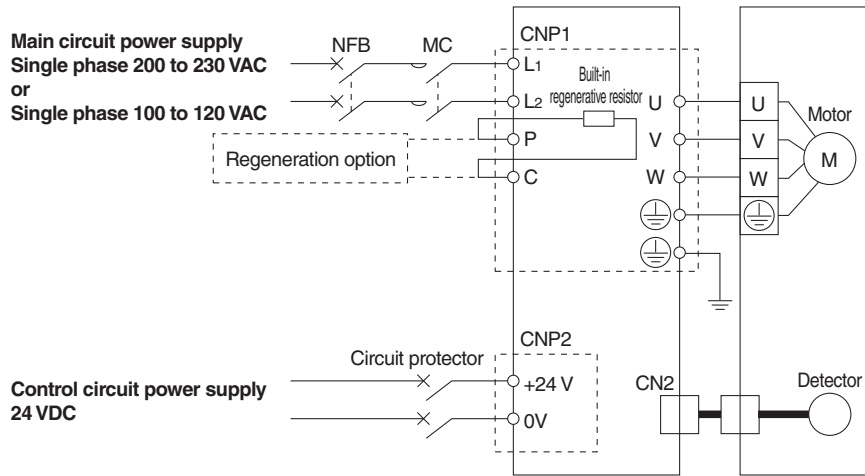 Main circuit power supply
Single phase 200 to 230 VAC
or
Single phase 100 to 120 VAC
NFB
MC
CNP1
L1
L2
P
C
Built-in
regenerative resistor
Regeneration option
U
V
W
U
V
W
Motor
M
CNP2
Circuit protector
+24 V
0V
Control circuit power supply
24 VDC
CN2
Detector